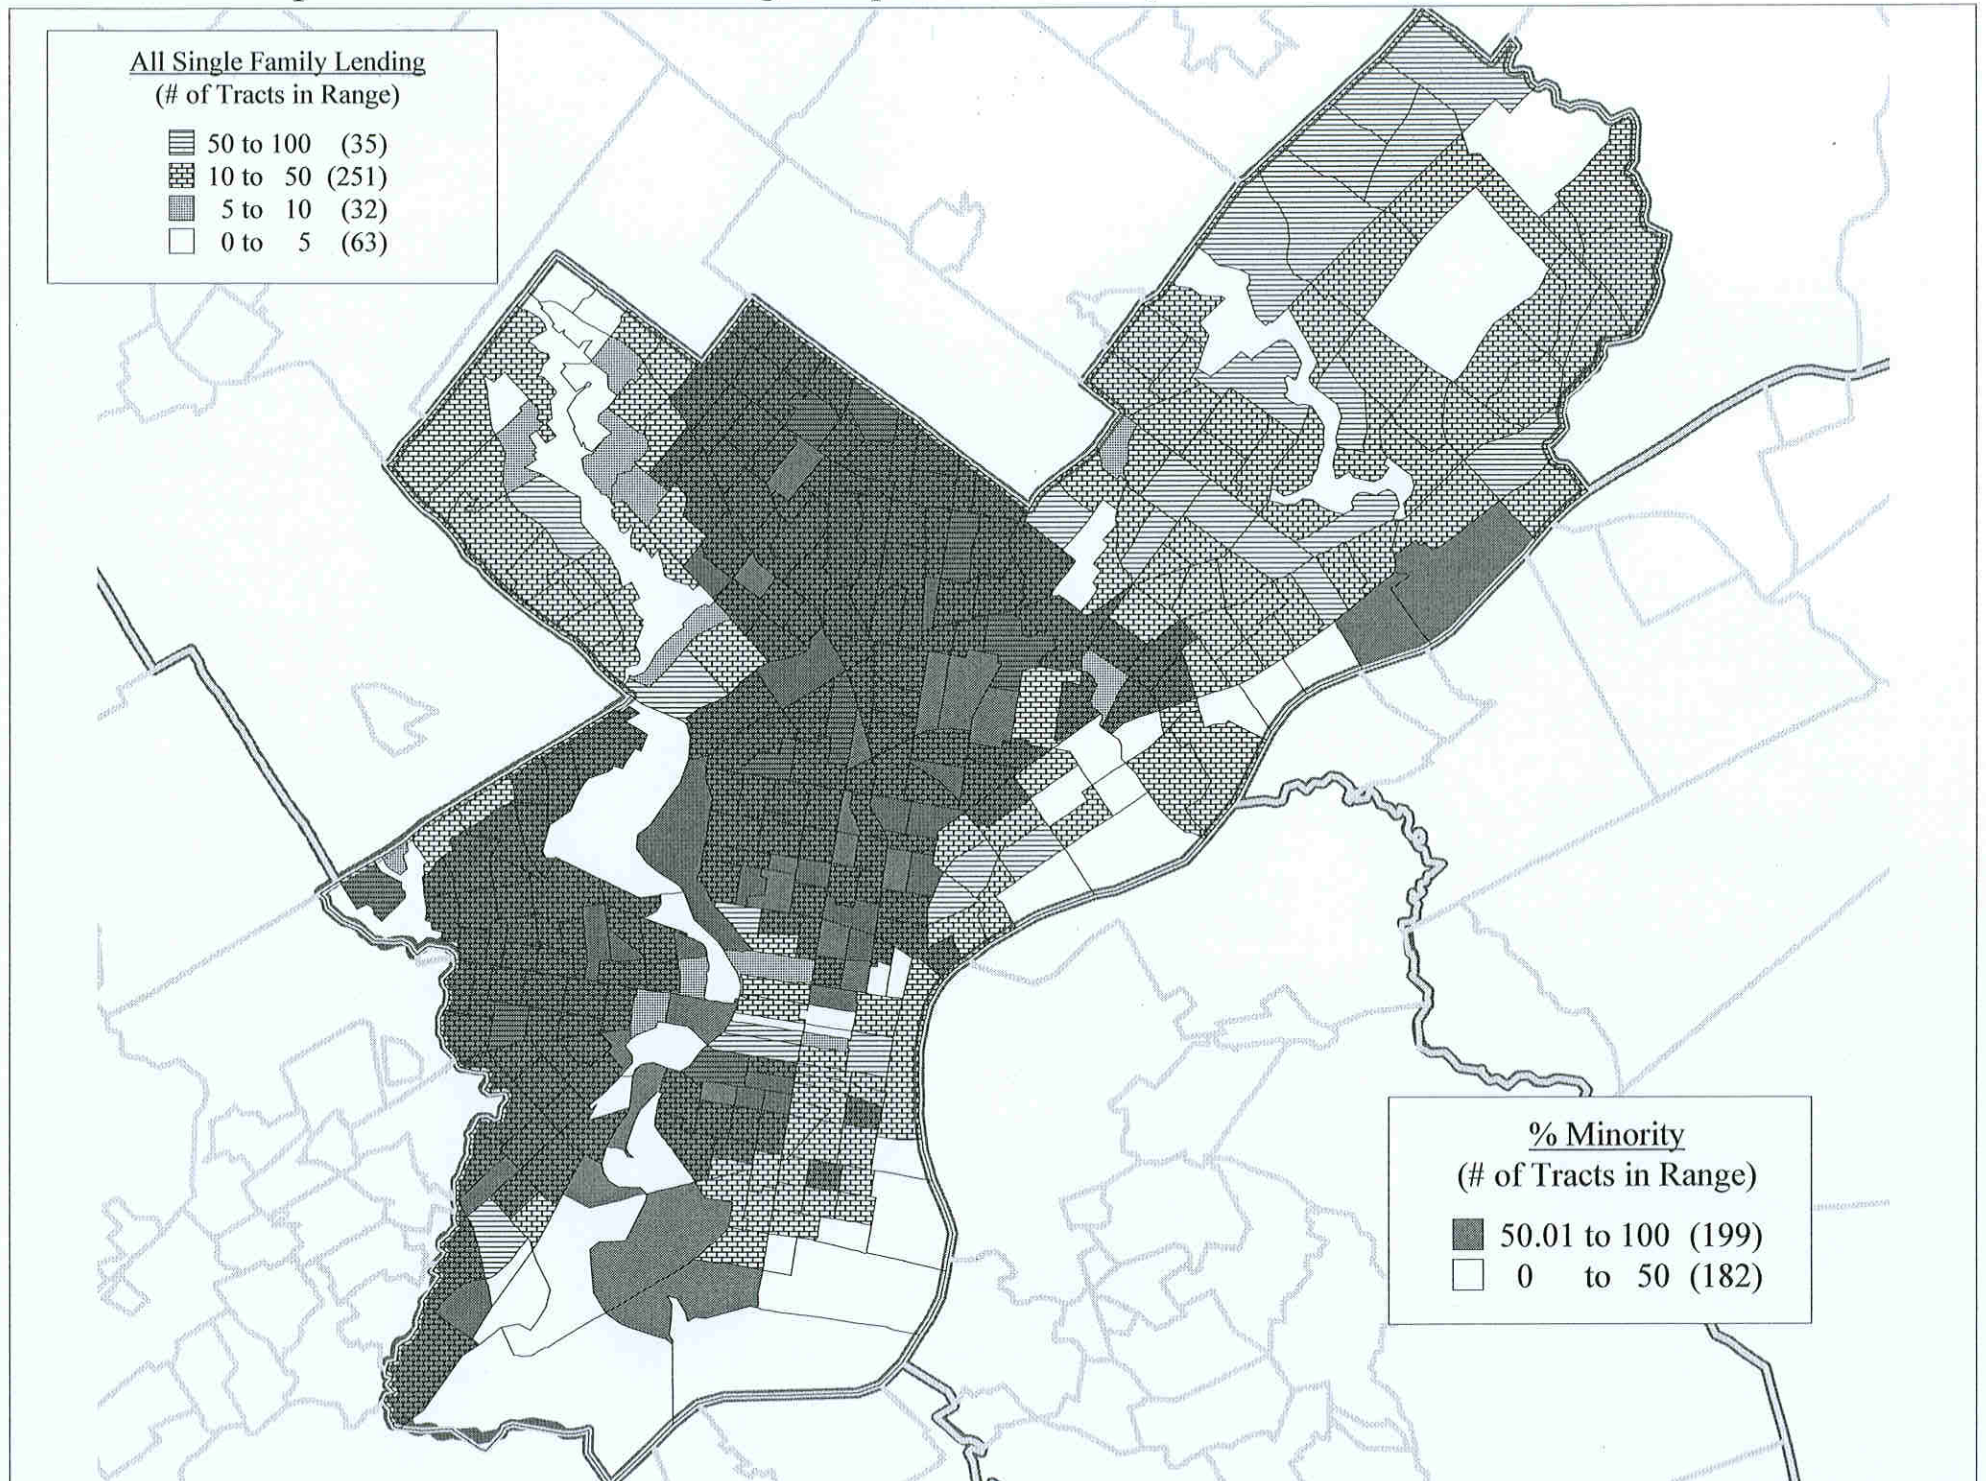 All Single Family Lending
(# of Tracts in Range)
50 to 100 (35)
10 to 50 (251)
5 to 10 (32)
0 to 5 (63)
% Minority
(# of Tracts in Range)
50.01 to 100 (199)
0 to 50 (182)